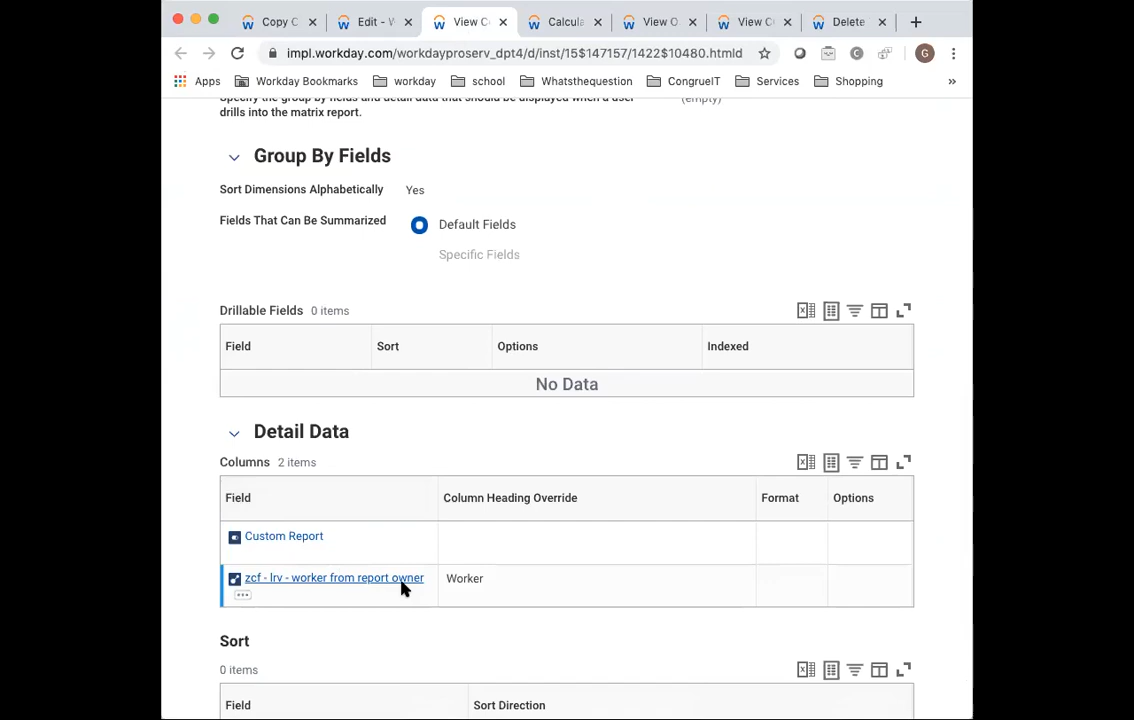 Copy C
Edit - W
View C
Calcula
View O
View C
Delete
impl.workday.com/workdayproserv_dpt4/d/inst/15$147157/1422$10480.htmld
G
Apps
Workday Bookmarks
workday
school
Whatsthequestion
CongrueIT
Services
Shopping
»
Specify the group by fields and detail data that should be displayed when a user
drills into the matrix report.
(empty)
Group By Fields
Sort Dimensions Alphabetically
Yes
Fields That Can Be Summarized
Default Fields
Specific Fields
Drillable Fields 0 items
Field
Sort
Options
Indexed
No Data
Detail Data
Columns 2 items
Field
Column Heading Override
Format
Options
Custom Report
zcf - lrv - worker from report owner
Worker
Sort
0 items
Field
Sort Direction